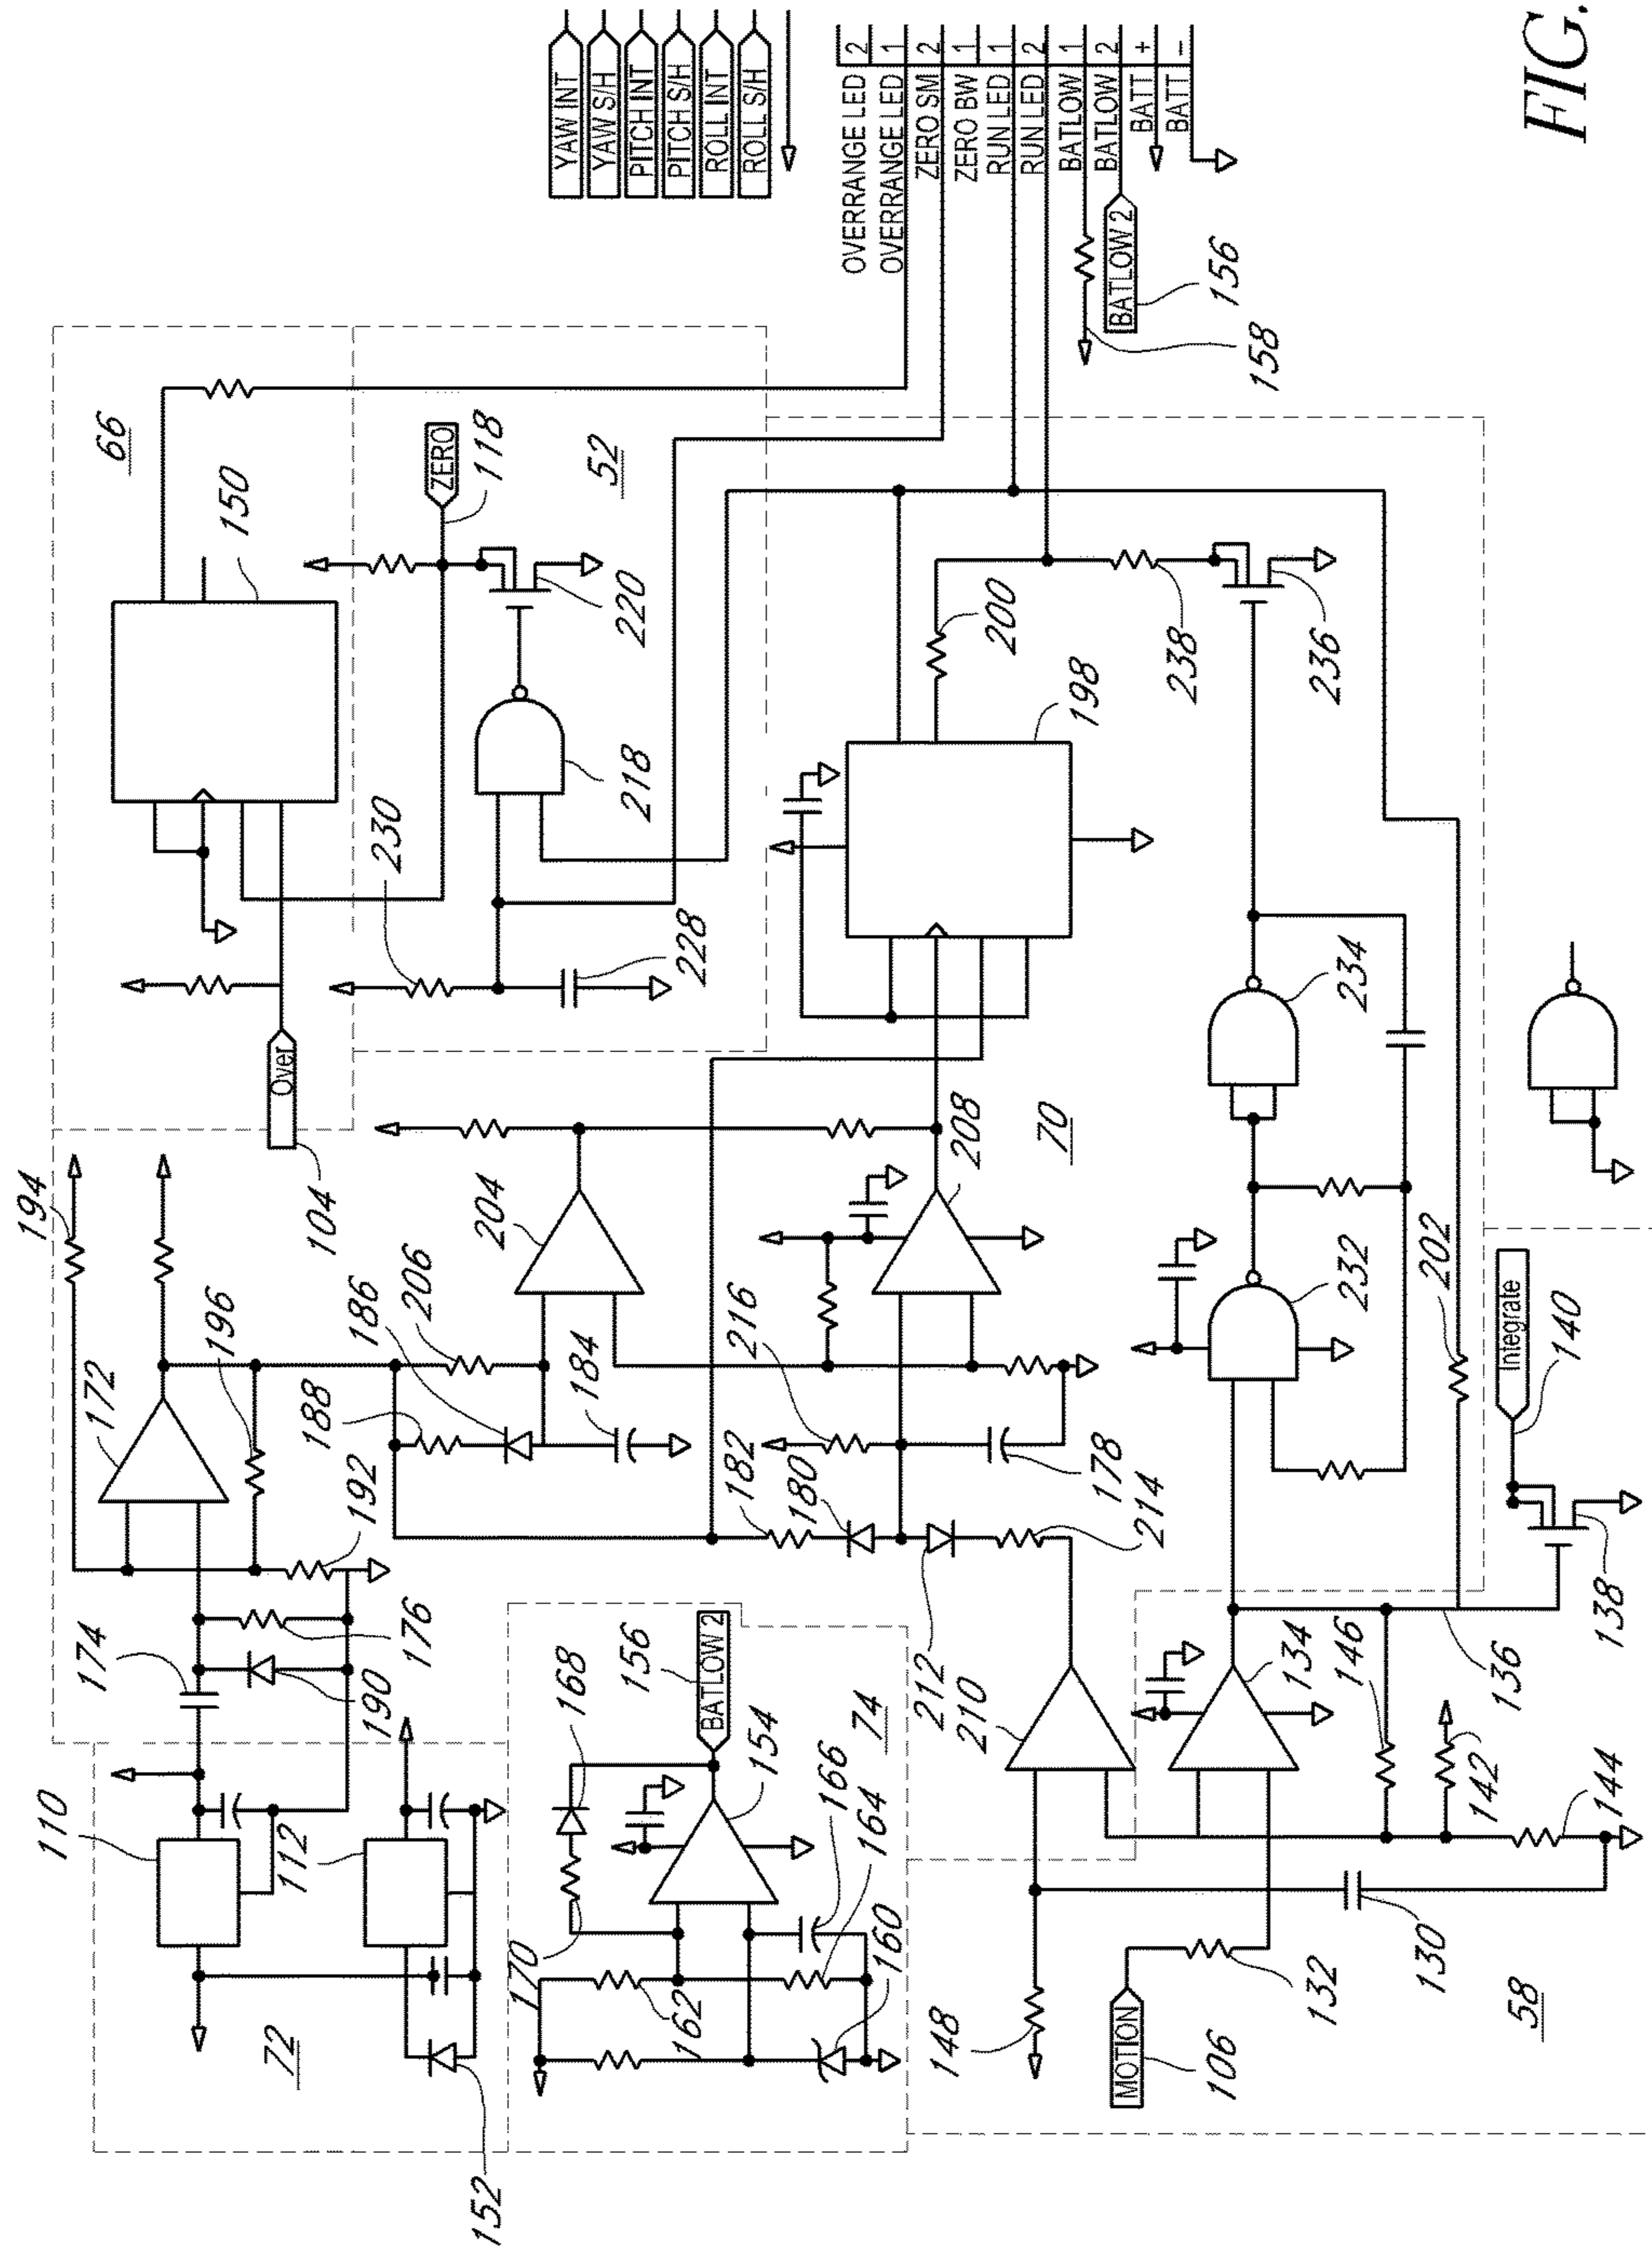 YAW INT
YAW S/H
PITCH INT
PITCH S/H
ROLL INT
ROLL S/H
OVERRANGE LED 2
OVERRANGE LED 1
ZERO SM 2
ZERO BW 1
RUN LED 1
RUN LED 2
BATLOW 1
BATLOW 2
BATT +
BATT -
FIG.
66
150
ZERO
118
52
220
218
230
228
Over
104
194
172
196
192
176
174
190
110
112
72
152
204
206
186
188
184
208
70
216
182
180
178
214
212
210
198
200
238
236
234
232
202
BATLOW 2
156
158
168
BATLOW 2
156
74
154
166
164
160
170
162
Integrate
140
138
136
134
146
142
144
148
130
132
MOTION
106
58